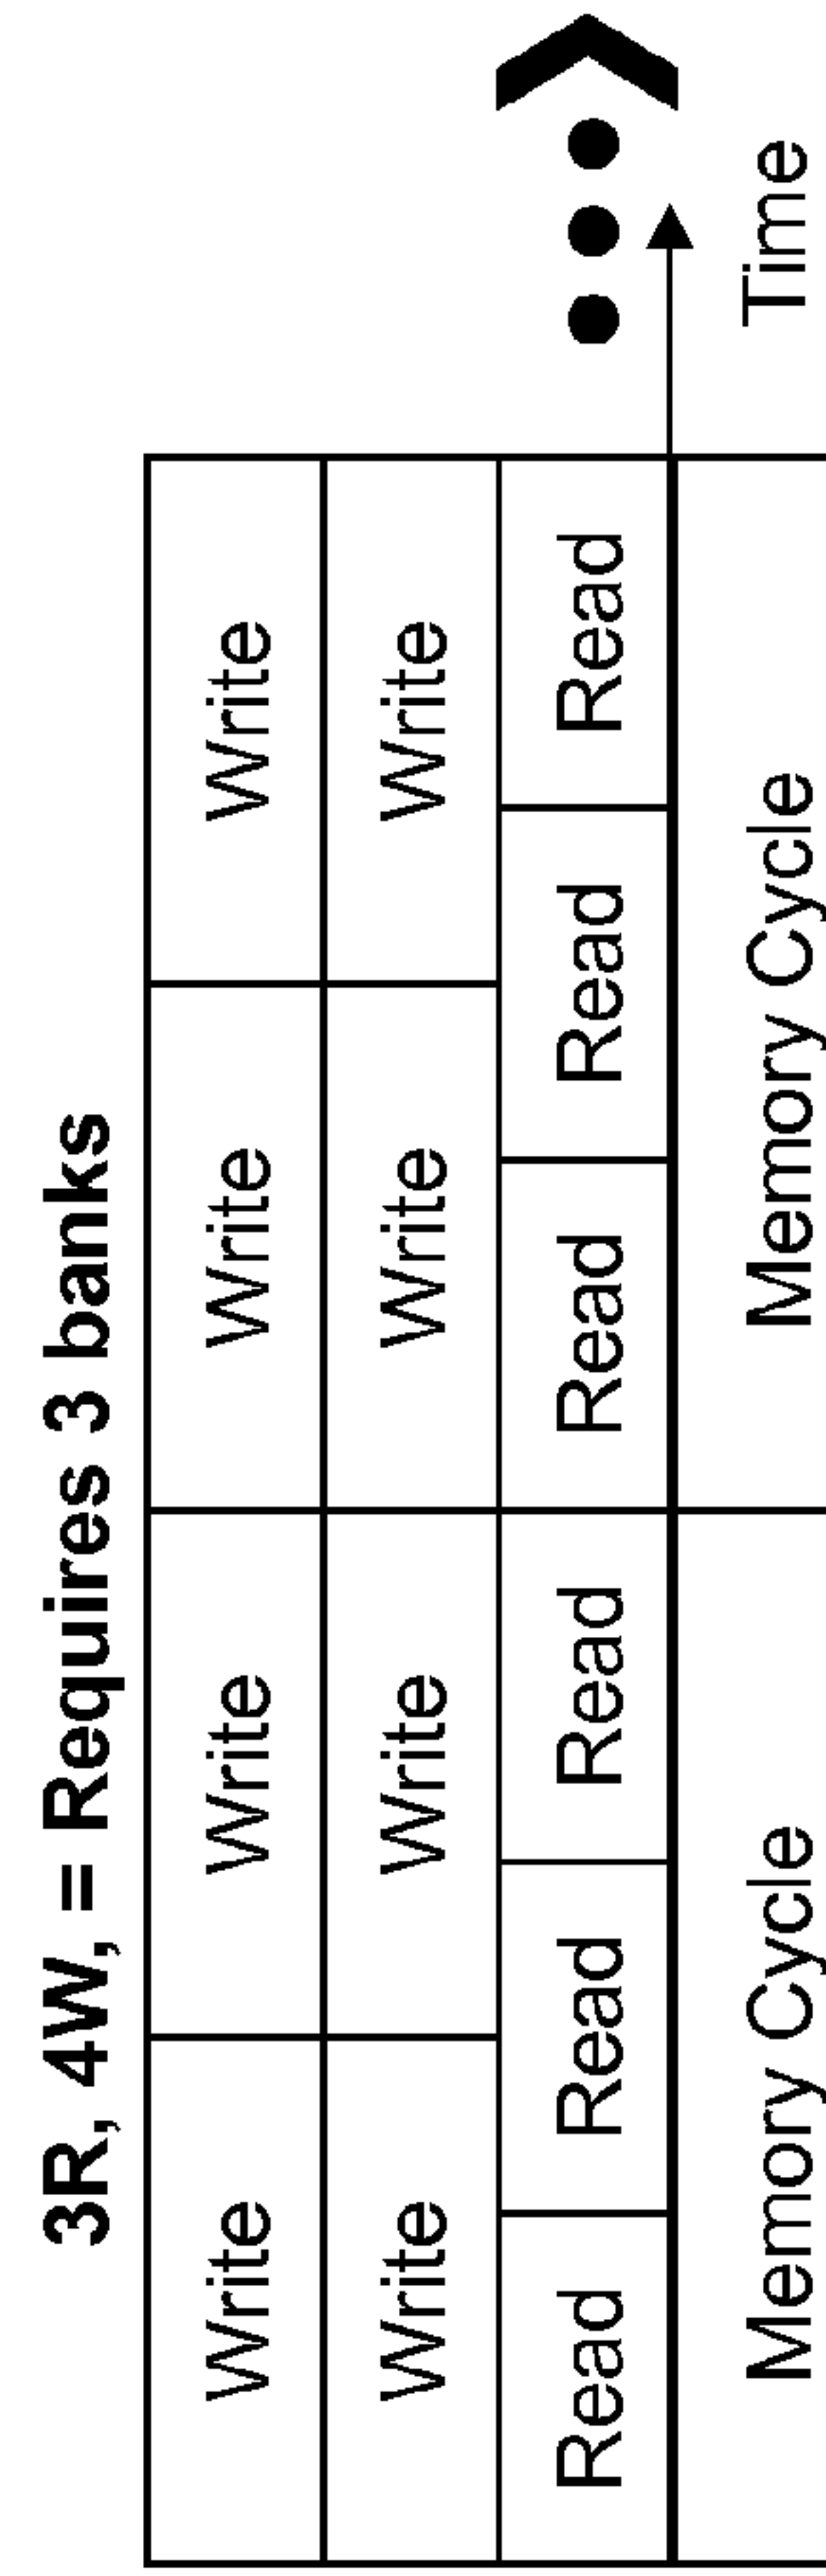 3R, 4W, = Requires 3 banks
Write Write Write Write
Write Write Write Write
Read Read Read Read Read Read
Memory Cycle Memory Cycle Time